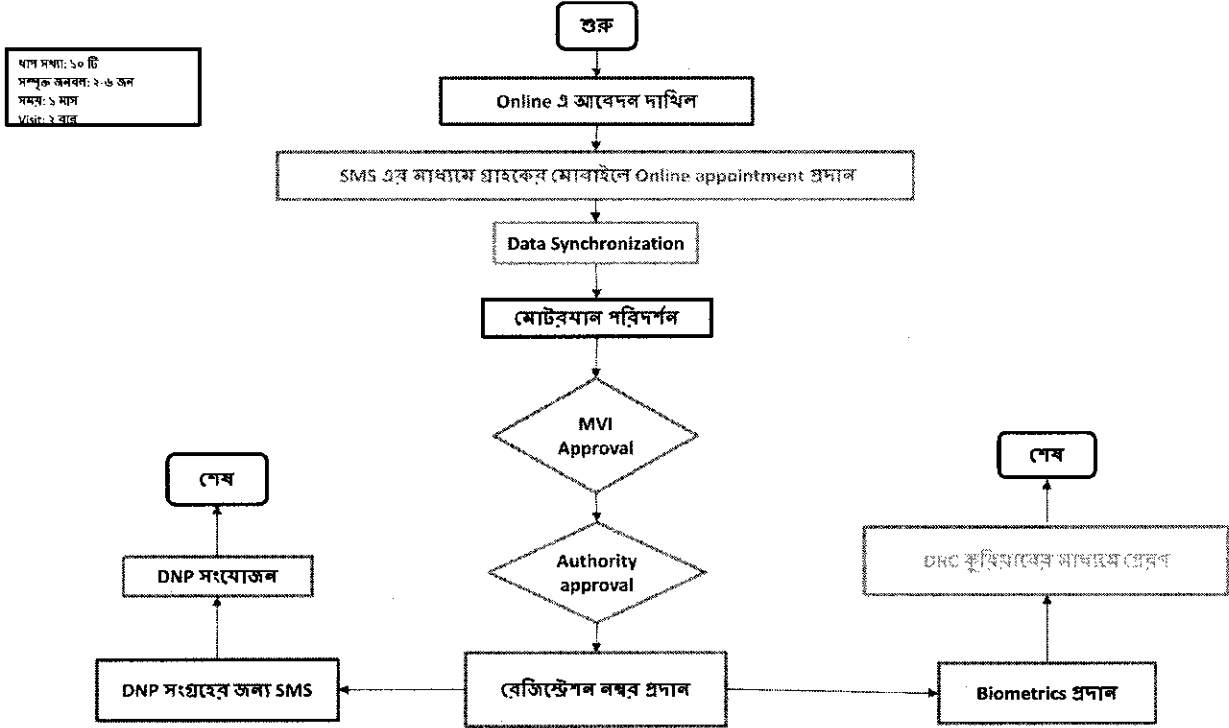 শুরু
ধাপ সখ্যা: ১০ টি
সম্পৃক্ত জনবল: ২-৬ জন
সময়: ১ মাস
Visit: ২ বার
Online এ আবেদন দাখিল
SMS এর মাধ্যমে গ্রাহকের মোবাইলে Online appointment প্রদান
Data Synchronization
মোটরযান পরিদর্শন
MVI
Approval
শেষ
শেষ
Authority
approval
DNP সংযোজন
DRC কুরিয়ারের মাধ্যমে প্রেরণ
DNP সংগ্রহের জন্য SMS
রেজিস্ট্রেশন নম্বর প্রদান
Biometrics প্রদান